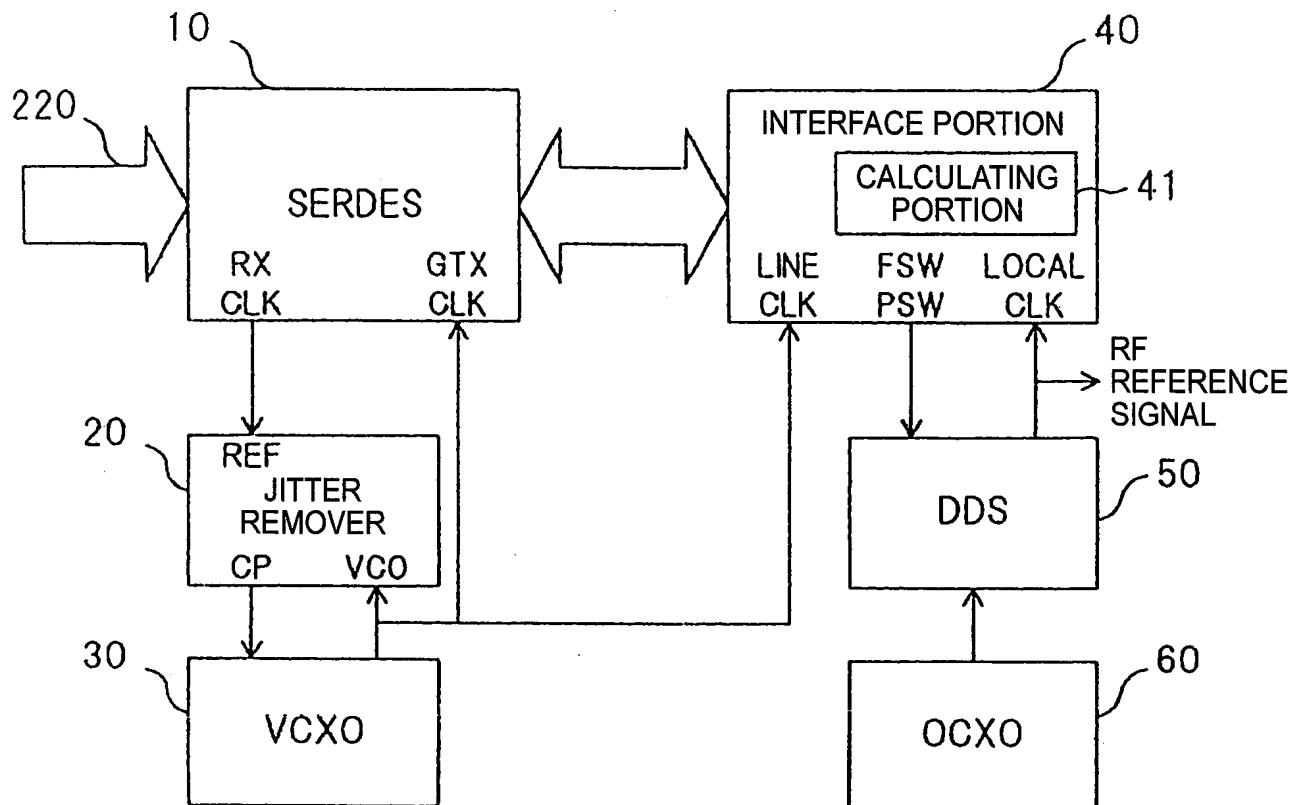 10
40
220
INTERFACE PORTION
CALCULATING
PORTION
41
SERDES
RX
CLK
GTX
CLK
LINE
CLK
FSW
PSW
LOCAL
CLK
RF
REFERENCE
SIGNAL
20
REF
JITTER
REMOVER
CP
VCO
50
DDS
30
VCXO
60
OCXO